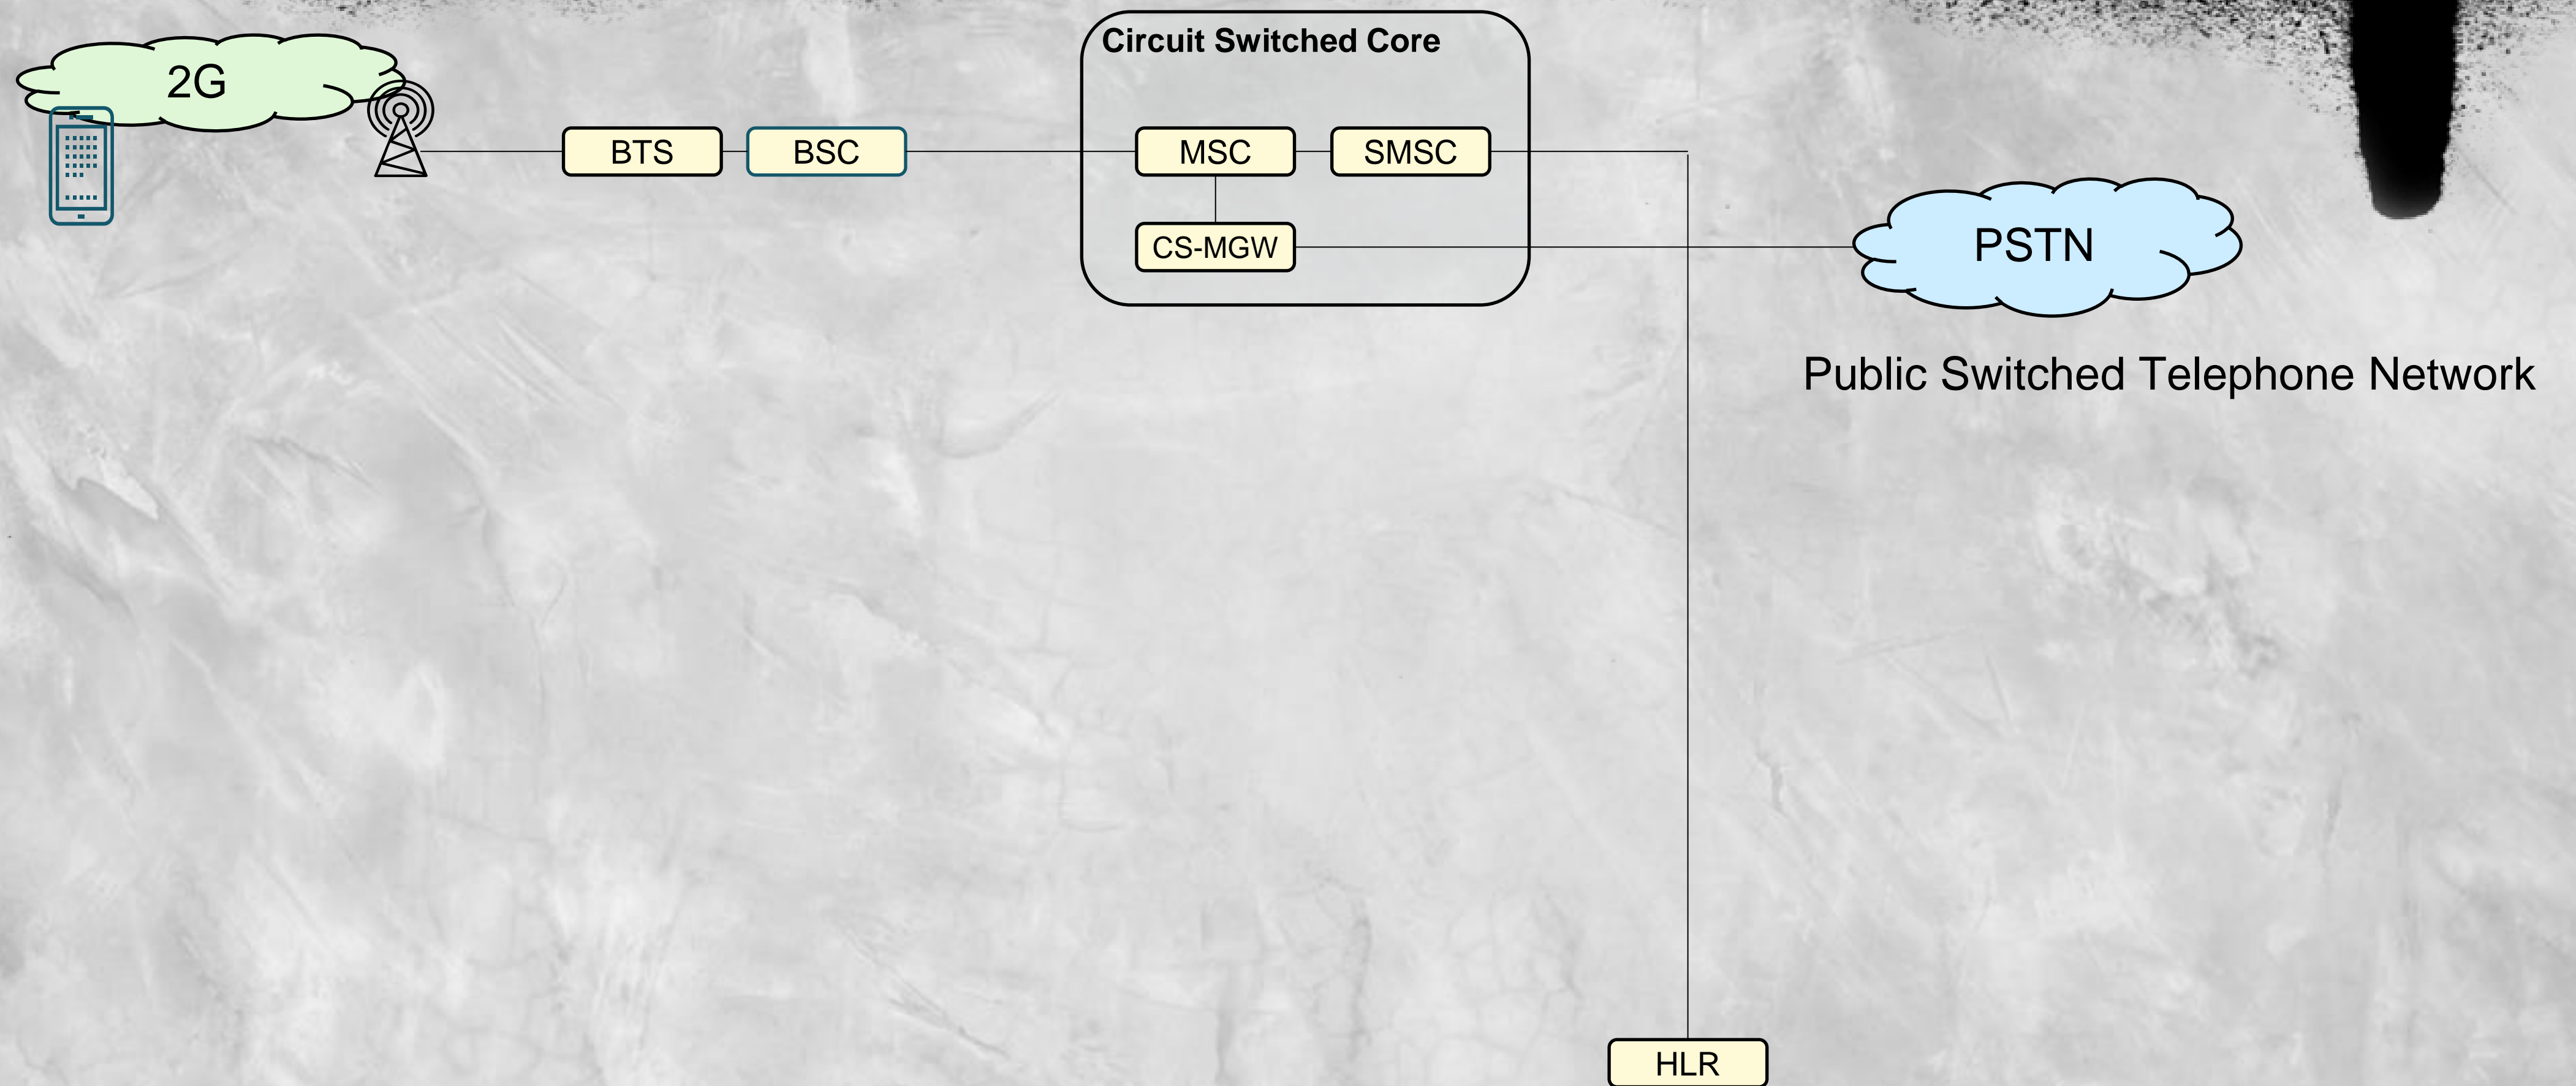 Circuit Switched Core
2G
BTS
BSC
MSC
SMSC
CS-MGW
PSTN
Public Switched Telephone Network
HLR